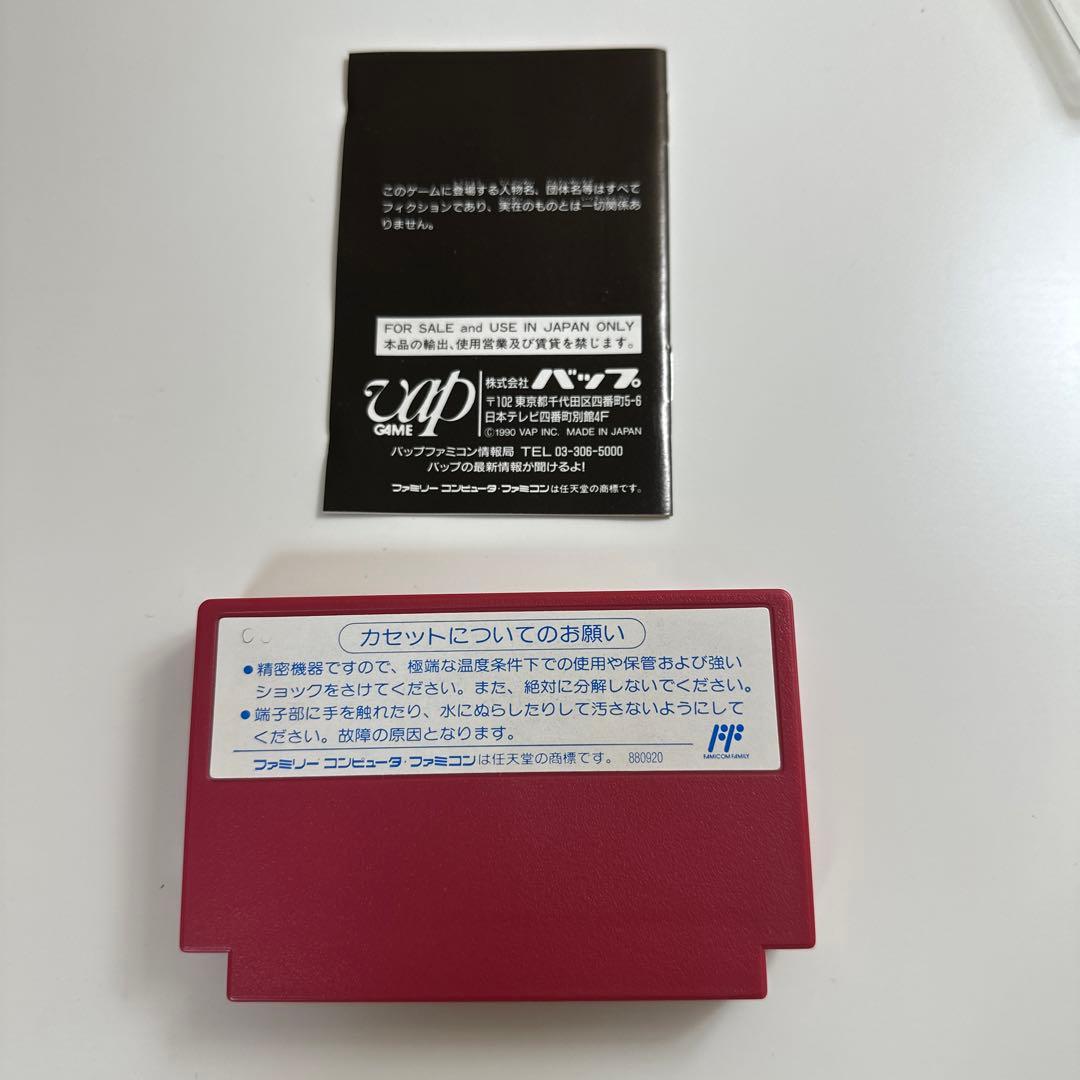 このゲームに登場する人物名、団体名等はすべて
フィクションであり、実在のものとは一切関係あ
りません。
FOR SALE and USE IN JAPAN ONLY
本品の輸出、使用営業及び賃貸を禁じます。
vap
GAME
株式会社 バップ。
〒102 東京都千代田区四番町5-6
日本テレビ四番町別館4F
©1990 VAP INC. MADE IN JAPAN
バップファミコン情報局 TEL 03-306-5000
バップの最新情報が聞けるよ!
ファミリーコンピュータ・ファミコンは任天堂の商標です。
カセットについてのお願い
●精密機器ですので、極端な温度条件下での使用や保管および強い
ショックをさけてください。また、絶対に分解しないでください。
●端子部に手を触れたり、水にぬらしたりして汚さないようにして
ください。故障の原因となります。
ファミリーコンピュータ・ファミコンは任天堂の商標です。 880920
FF
FAMICOM FAMILY